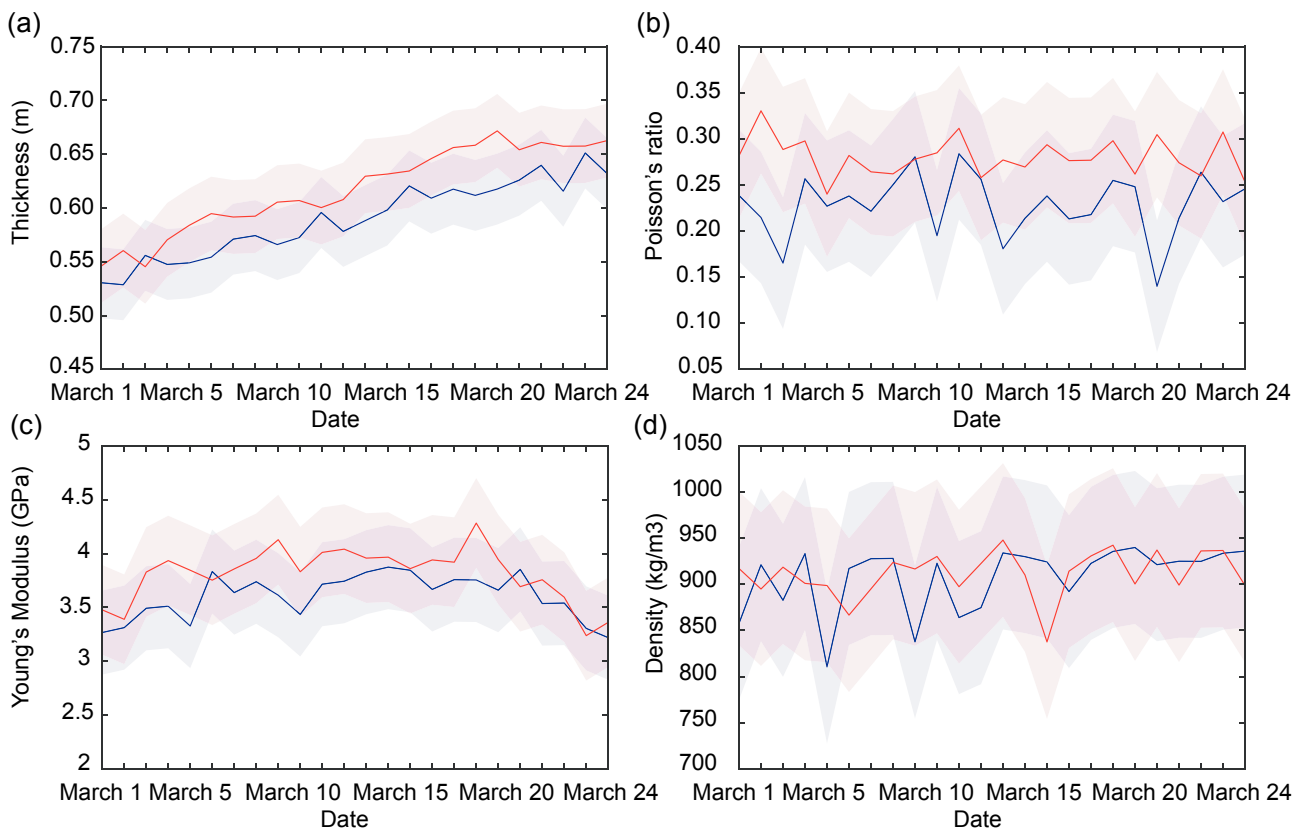 (a)
0.75
0.70
0.65
0.60
0.55
0.50
0.45
Thickness (m)
March 1 March 5 March 10 March 15 March 20 March 24
Date
(b)
0.40
0.35
0.30
0.25
0.20
0.15
0.10
0.05
Poisson's ratio
March 1 March 5 March 10 March 15 March 20 March 24
Date
(c)
5
4.5
4
3.5
3
2.5
2
Young's Modulus (GPa)
March 1 March 5 March 10 March 15 March 20 March 24
Date
(d)
1050
1000
950
900
850
800
750
700
Density (kg/m3)
March 1 March 5 March 10 March 15 March 20 March 24
Date